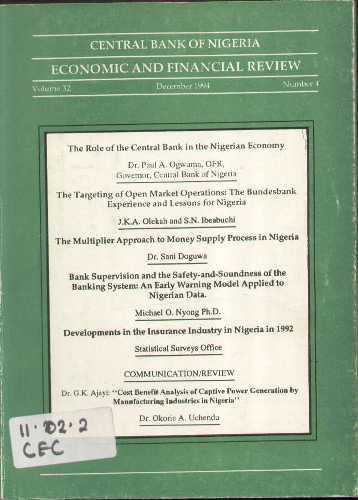 CENTRAL BANK OF NIGERIA
ECONOMIC AND FINANCIAL REVIEW
Volume 32 December 1994 Number 4
The Role of the Central Bank in the Nigerian Economy
Dr. Paul A. Ogwuma, OFR,
Governor, Central Bank of Nigeria
The Targeting of Open Market Operations: The Bundesbank
Experience and Lessons for Nigeria
J.K.A. Olekah and S.N. Ibeabuchi
The Multiplier Approach to Money Supply Process in Nigeria
Dr. Sani Doguwa
Bank Supervision and the Safety-and-Soundness of the
Banking System: An Early Warning Model Applied to
Nigerian Data.
Michael O. Nyong Ph.D.
Developments in the Insurance Industry in Nigeria in 1992
Statistical Surveys Office
COMMUNICATION/REVIEW
Dr. G.K. Ajayi: "Cost Benefit Analysis of Captive Power Generation by
Manufacturing Industries in Nigeria"
Dr. Okorie A. Uchendu
11.02.2
CFC